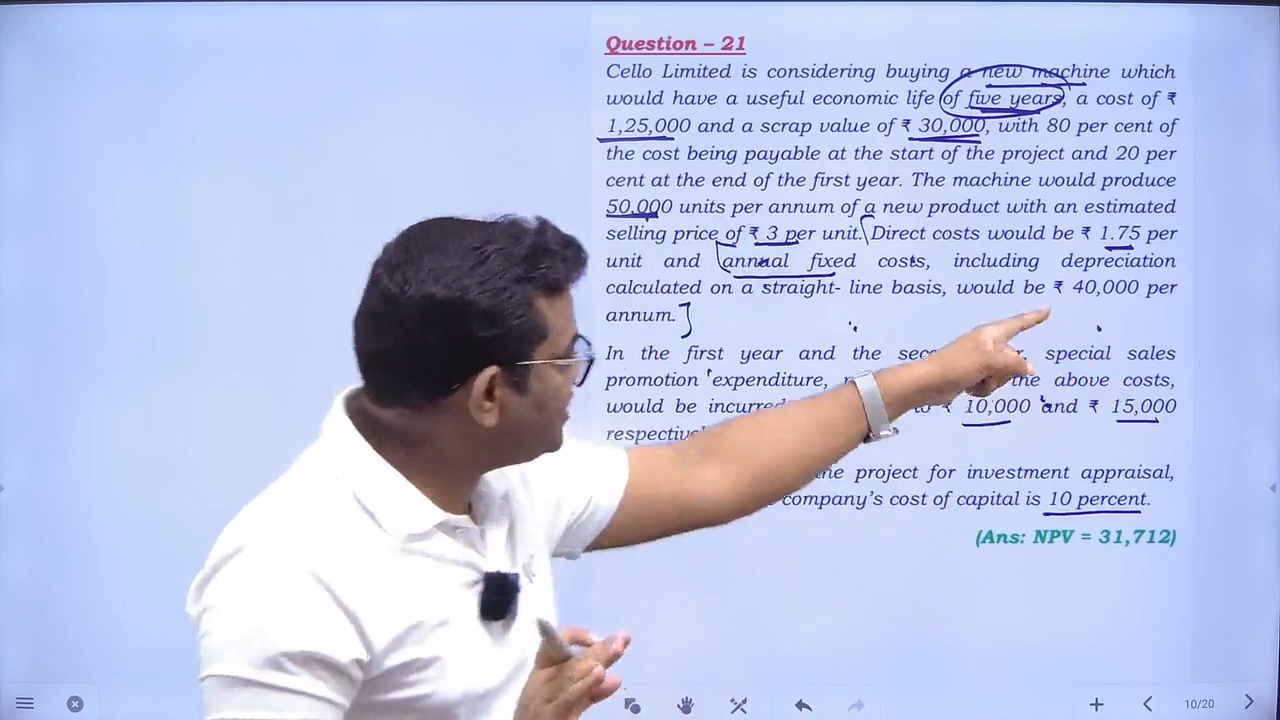 Question – 21
Cello Limited is considering buying a new machine which
would have a useful economic life of five years, a cost of ₹
1,25,000 and a scrap value of ₹ 30,000, with 80 per cent of
the cost being payable at the start of the project and 20 per
cent at the end of the first year. The machine would produce
50,000 units per annum of a new product with an estimated
selling price of ₹ 3 per unit. Direct costs would be ₹ 1.75 per
unit and annual fixed costs, including depreciation
calculated on a straight- line basis, would be ₹ 40,000 per
annum.
In the first year and the special sales
promotion expenditure, the above costs,
would be incurred ₹ 10,000 and ₹ 15,000
the project for investment appraisal,
company's cost of capital is 10 percent.
(Ans: NPV = 31,712)
10/20